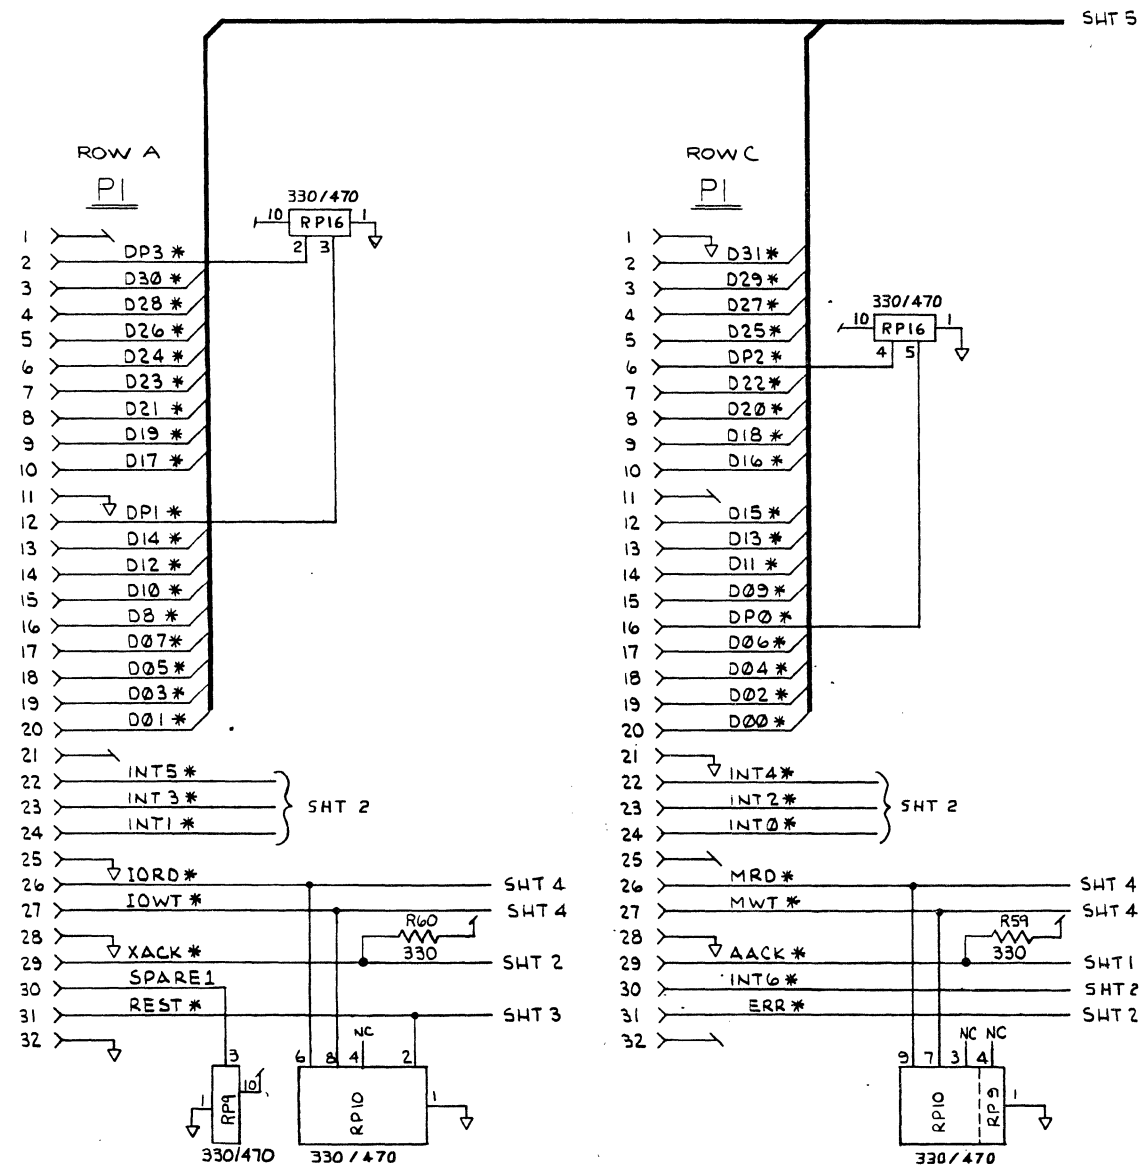 SHT 5
ROW A
P1
330/470
10 RP16 1
2 3
1
2 DP3*
3 D30*
4 D28*
5 D26*
6 D24*
7 D23*
8 D21*
9 D19*
10 D17*
11
12 DP1*
13 D14*
14 D12*
15 D10*
16 D8*
17 D07*
18 D05*
19 D03*
20 D01*
21
22 INT5*
23 INT3*
24 INT1*
SHT 2
25
26 IORD* SHT 4
27 IOWT* SHT 4
28
R60
330
29 XACK* SHT 2
30 SPARE1
31 REST* SHT 3
32
3
10
1
RP9
330/470
6 8 4 2
NC
RP10
1
330/470
ROW C
P1
330/470
10 RP16 1
4 5
1
2 D31*
3 D29*
4 D27*
5 D25*
6 DP2*
7 D22*
8 D20*
9 D18*
10 D16*
11
12 D15*
13 D13*
14 D11*
15 D09*
16 DP0*
17 D06*
18 D04*
19 D02*
20 D00*
21
22 INT4*
23 INT2*
24 INT0*
SHT 2
25
26 MRD* SHT 4
27 MWT* SHT 4
28
R59
330
29 AACK* SHT 1
30 INT6* SHT 2
31 ERR* SHT 2
32
NC NC
9 7 3 4
RP10
RP9
1
330/470